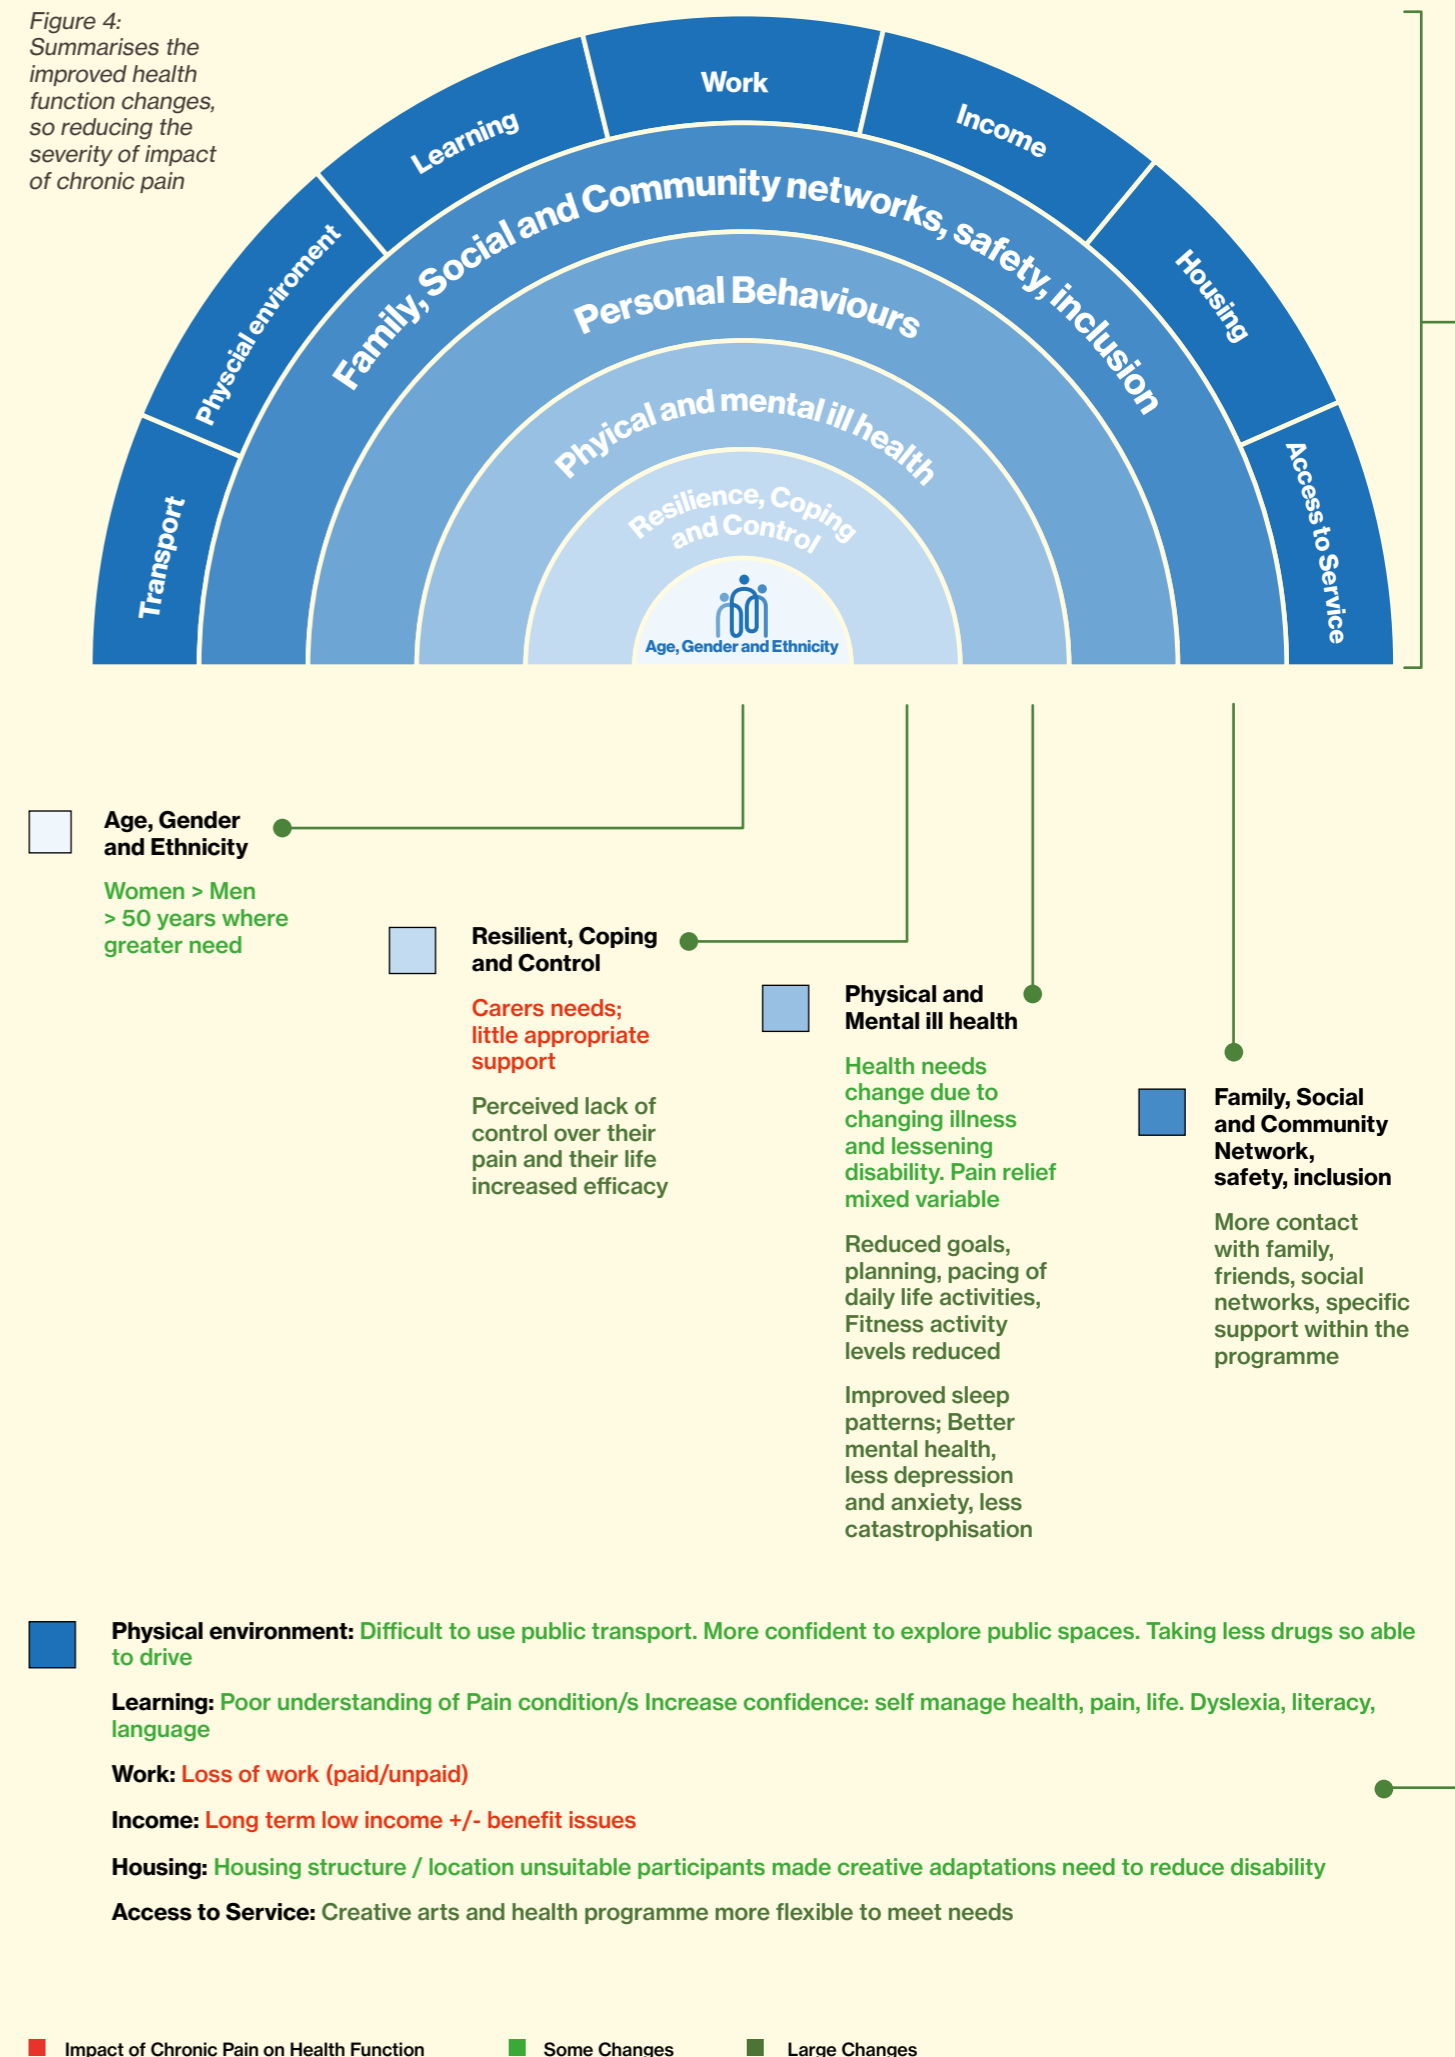 Figure 4:
Summarises the
improved health
function changes,
so reducing the
severity of impact
of chronic pain
Transport
Physcial enviroment
Learning
Work
Income
Housing
Access to Service
Family, Social and Community networks, safety, inclusion
Personal Behaviours
Phyical and mental ill health
Resilience, Coping
and Control
Age, Gender and Ethnicity
Age, Gender
and Ethnicity
Women > Men
> 50 years where
greater need
Resilient, Coping
and Control
Carers needs;
little appropriate
support
Perceived lack of
control over their
pain and their life
increased efficacy
Physical and
Mental ill health
Health needs
change due to
changing illness
and lessening
disability. Pain relief
mixed variable
Reduced goals,
planning, pacing of
daily life activities,
Fitness activity
levels reduced
Improved sleep
patterns; Better
mental health,
less depression
and anxiety, less
catastrophisation
Family, Social
and Community
Network,
safety, inclusion
More contact
with family,
friends, social
networks, specific
support within the
programme
Physical environment: Difficult to use public transport. More confident to explore public spaces. Taking less drugs so able
to drive
Learning: Poor understanding of Pain condition/s Increase confidence: self manage health, pain, life. Dyslexia, literacy,
language
Work: Loss of work (paid/unpaid)
Income: Long term low income +/- benefit issues
Housing: Housing structure / location unsuitable participants made creative adaptations need to reduce disability
Access to Service: Creative arts and health programme more flexible to meet needs
Impact of Chronic Pain on Health Function
Some Changes
Large Changes